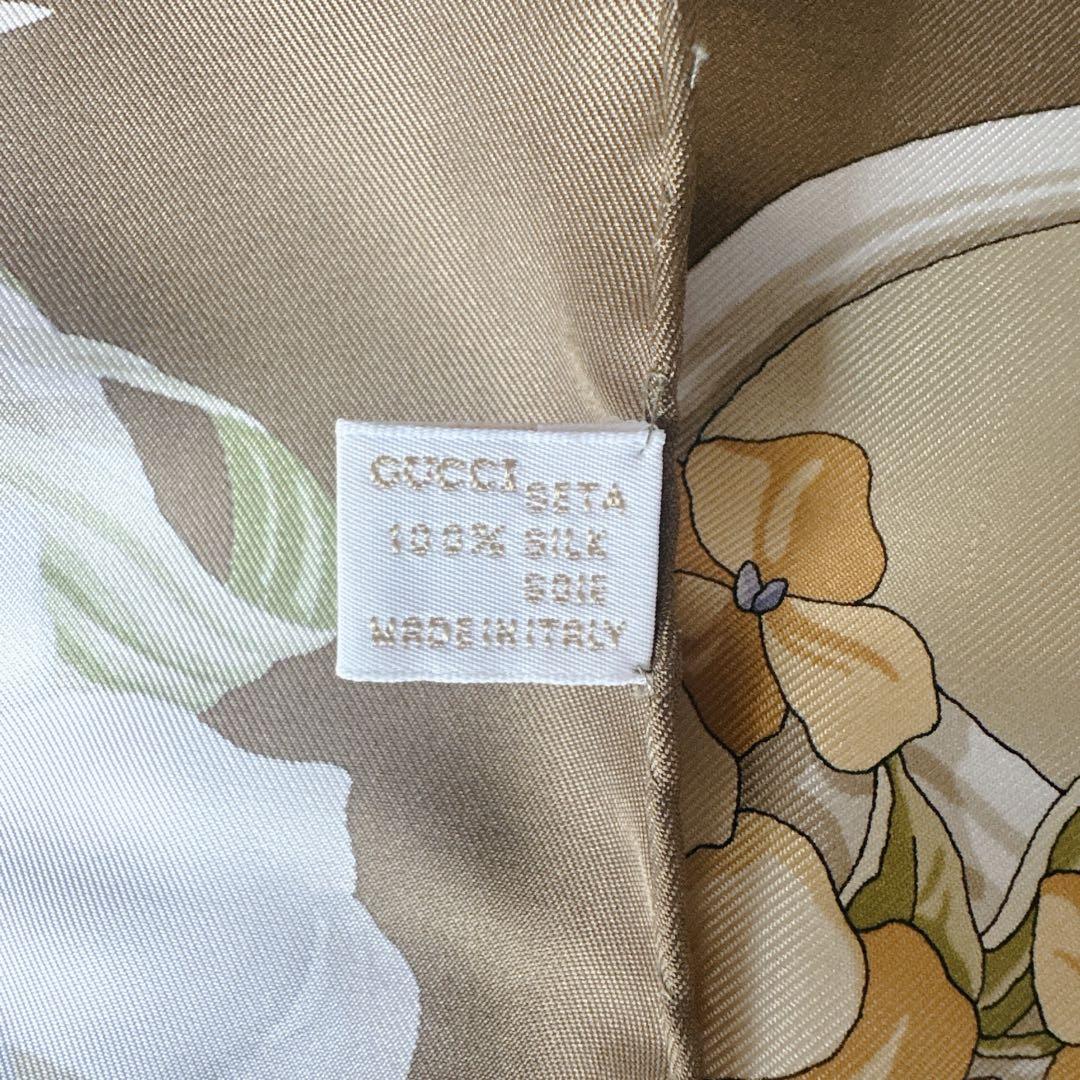 GUCCI
SETA
100% SILK
SOIE
MADE IN ITALY